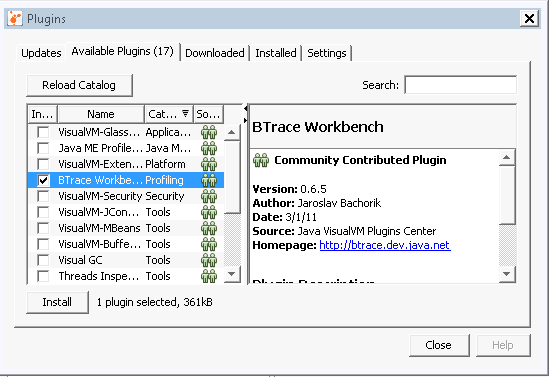 Plugins
Updates Available Plugins (17) Downloaded Installed Settings
Reload Catalog Search:
In... Name Cat... So...
VisualVM-Glass... Applica...
Java ME Profile... Java M...
VisualVM-Exten... Platform
BTrace Workbe... Profiling
VisualVM-Security Security
VisualVM-JCon... Tools
VisualVM-MBeans Tools
VisualVM-Buffe... Tools
Visual GC Tools
Threads Inspe... Tools
BTrace Workbench
Community Contributed Plugin
Version: 0.6.5
Author: Jaroslav Bachorik
Date: 3/1/11
Source: Java VisualVM Plugins Center
Homepage: http://btrace.dev.java.net
Plugin Description
Install 1 plugin selected, 361kB
Close Help